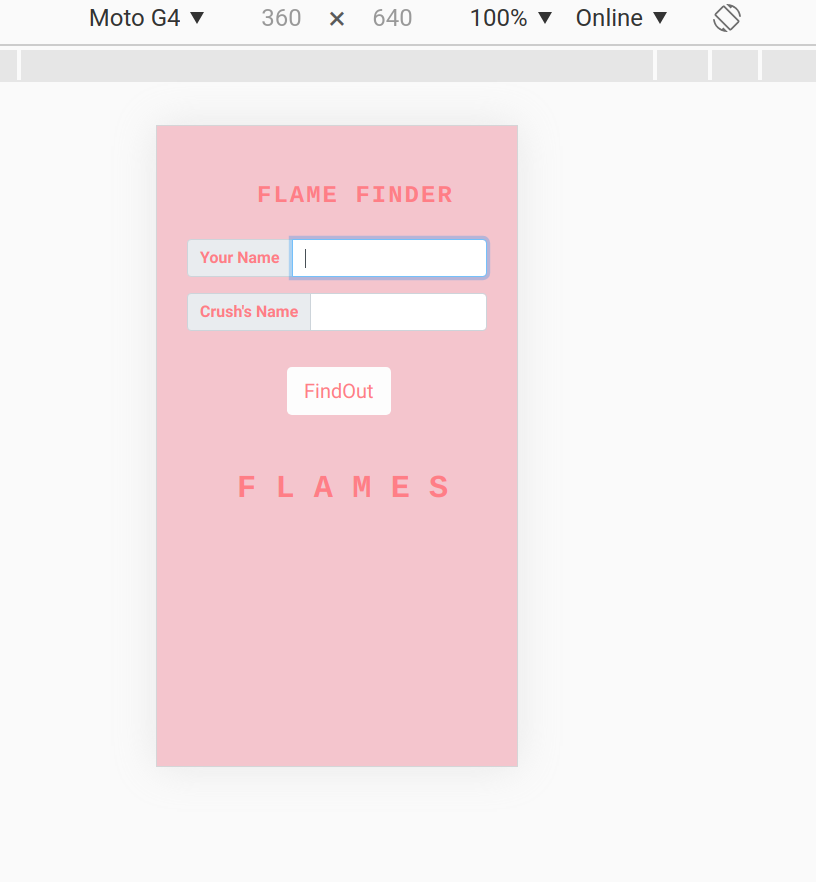 Moto G4 ▼ 360 × 640 100% ▼ Online ▼
FLAME FINDER
Your Name
Crush's Name
FindOut
F L A M E S